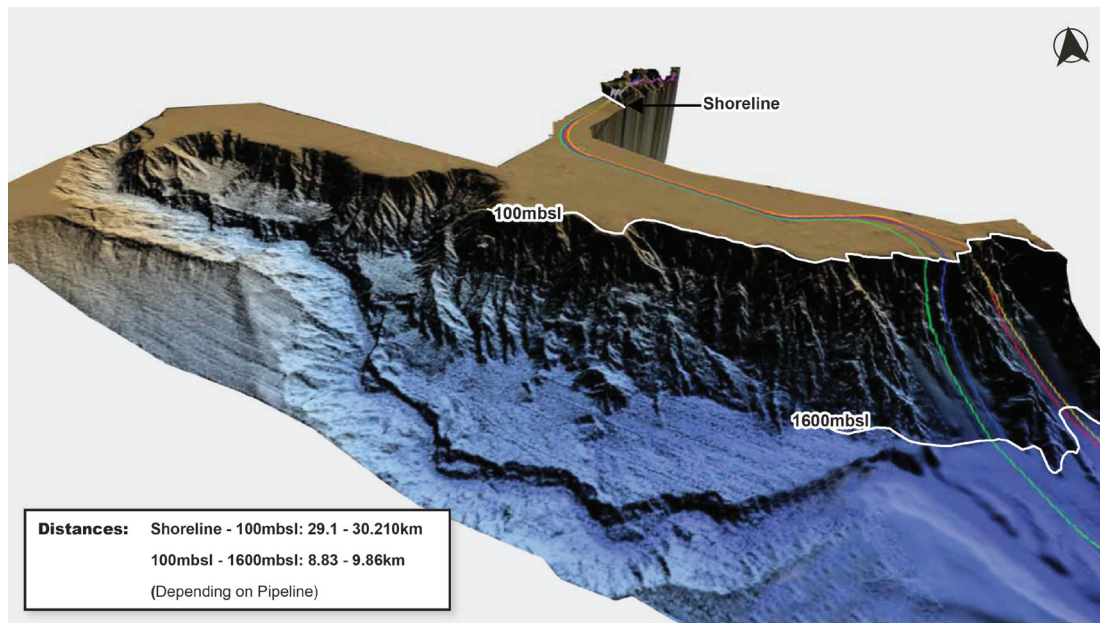 Shoreline
100mbsl
1600mbsl
Distances: Shoreline - 100mbsl: 29.1 - 30.210km
100mbsl - 1600mbsl: 8.83 - 9.86km
(Depending on Pipeline)